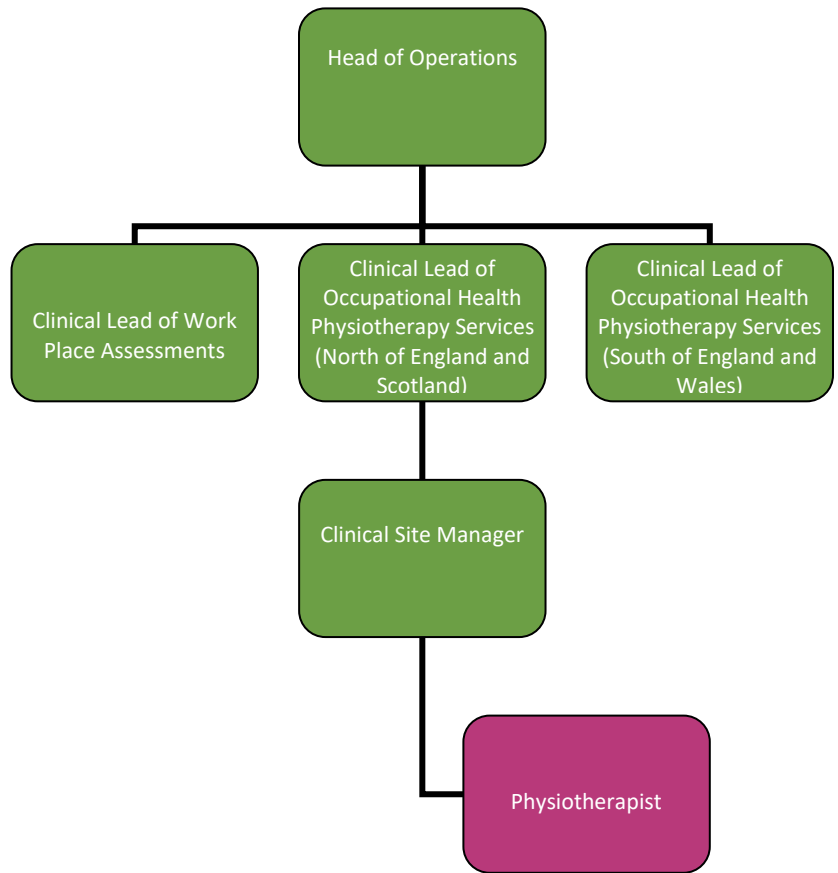 Head of Operations
Clinical Lead of Work
Place Assessments
Clinical Lead of
Occupational Health
Physiotherapy Services
(North of England and
Scotland)
Clinical Lead of
Occupational Health
Physiotherapy Services
(South of England and
Wales)
Clinical Site Manager
Physiotherapist